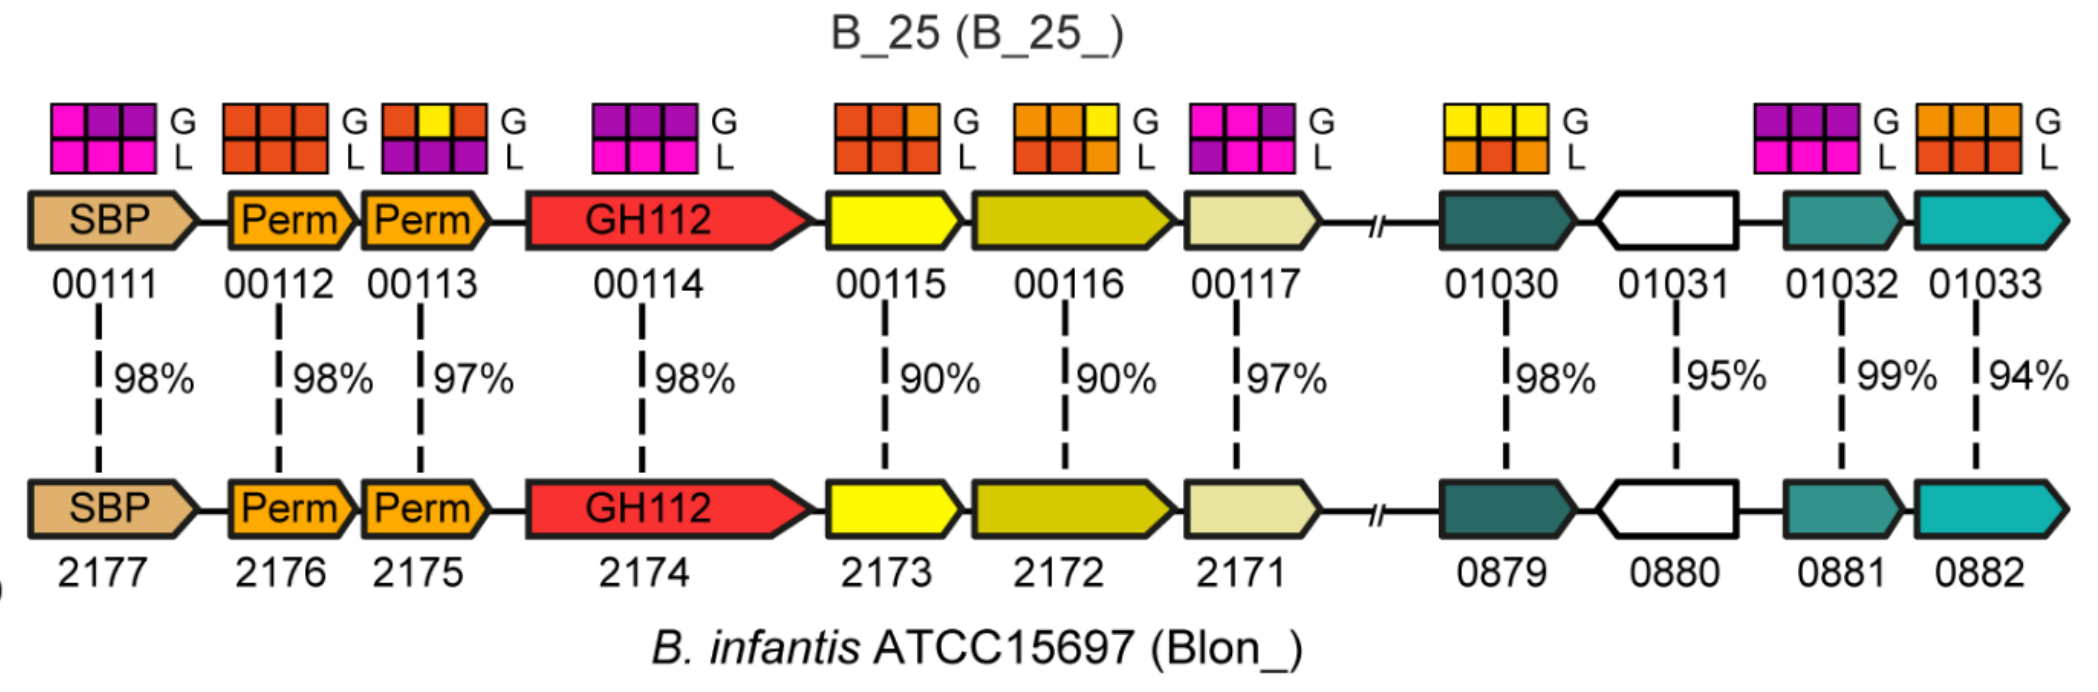 B_25 (B_25_)
G G G G G G G G G G
L L L L L L L L L L
SBP Perm Perm GH112
00111 00112 00113 00114 00115 00116 00117 01030 01031 01032 01033
98% 98% 97% 98% 90% 90% 97% 98% 95% 99% 94%
SBP Perm Perm GH112
2177 2176 2175 2174 2173 2172 2171 0879 0880 0881 0882
B. infantis ATCC15697 (Blon_)